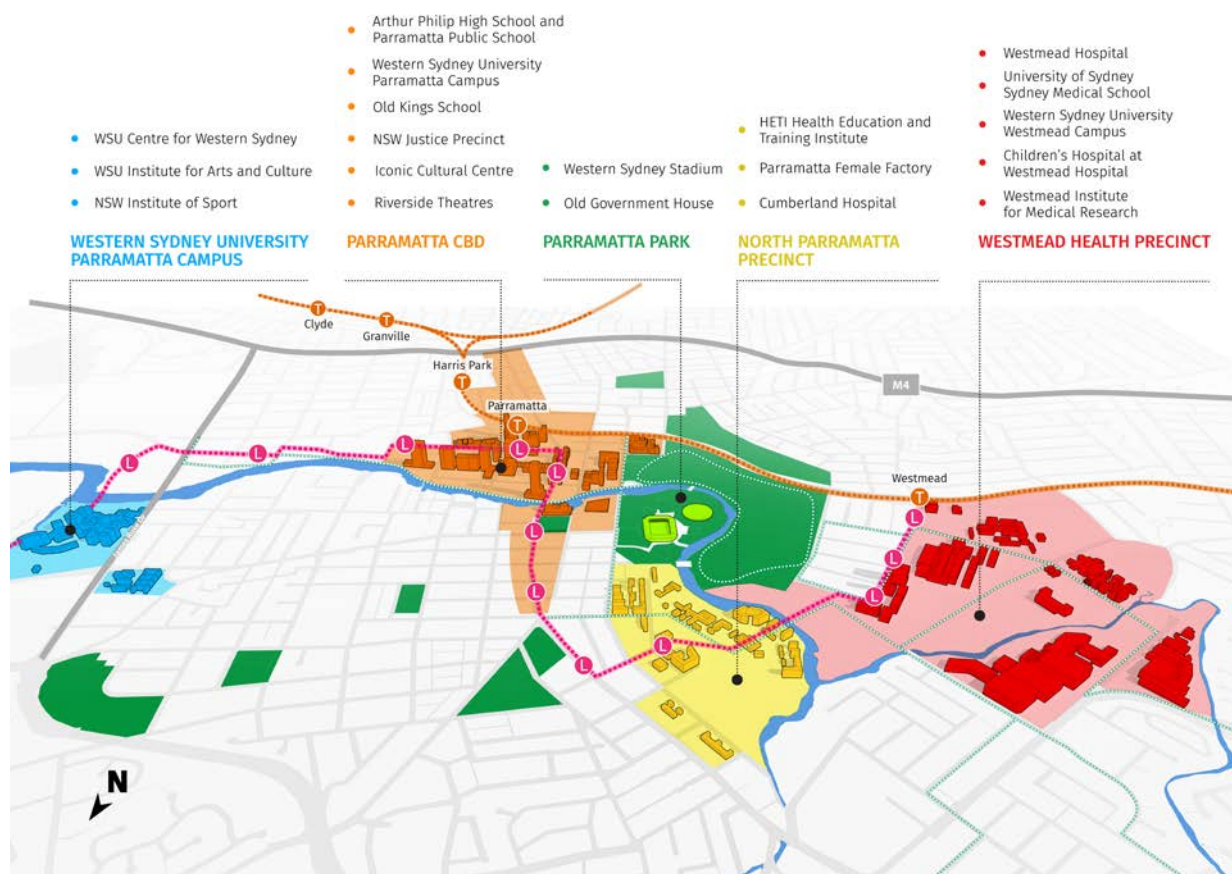 WSU Centre for Western Sydney
WSU Institute for Arts and Culture
NSW Institute of Sport
WESTERN SYDNEY UNIVERSITY
PARRAMATTA CAMPUS
Arthur Philip High School and
Parramatta Public School
Western Sydney University
Parramatta Campus
Old Kings School
NSW Justice Precinct
Iconic Cultural Centre
Riverside Theatres
PARRAMATTA CBD
Western Sydney Stadium
Old Government House
PARRAMATTA PARK
HETI Health Education and
Training Institute
Parramatta Female Factory
Cumberland Hospital
NORTH PARRAMATTA
PRECINCT
Westmead Hospital
University of Sydney
Sydney Medical School
Western Sydney University
Westmead Campus
Children's Hospital at
Westmead Hospital
Westmead Institute
for Medical Research
WESTMEAD HEALTH PRECINCT
T
Clyde
T
Granville
Harris Park
T
M4
Parramatta
T
L
L
L
L
L
Westmead
T
L
L
L
L
L
L
L
N